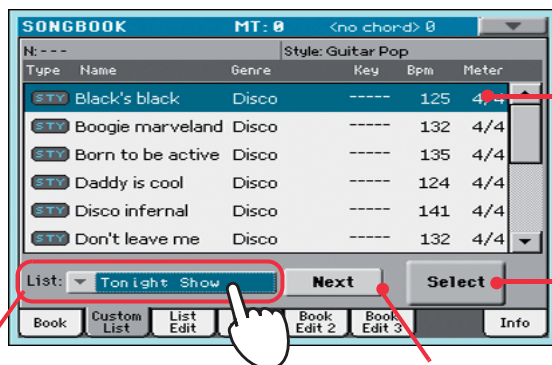 SONGBOOK MT: 0 <no chord> 0
N:--- Style: Guitar Pop
Type Name Genre Key Bpm Meter
STY Black's black Disco ----- 125 4/4
STY Boogie marveland Disco ----- 132 4/4
STY Born to be active Disco ----- 135 4/4
STY Daddy is cool Disco ----- 124 4/4
STY Disco infernal Disco ----- 141 4/4
STY Don't leave me Disco ----- 132 4/4
List: Tonight Show Next Select
Book Custom List List Edit Book Edit 2 Book Edit 3 Info